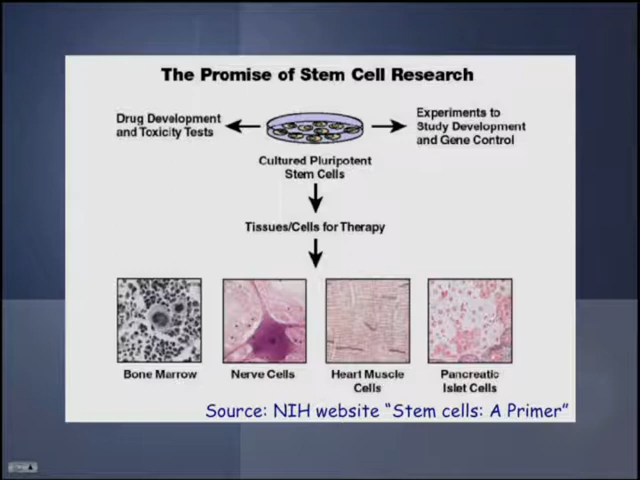 The Promise of Stem Cell Research
Drug Development
and Toxicity Tests
Experiments to
Study Development
and Gene Control
Cultured Pluripotent
Stem Cells
Tissues/Cells for Therapy
Bone Marrow
Nerve Cells
Heart Muscle
Cells
Pancreatic
Islet Cells
Source: NIH website “Stem cells: A Primer”